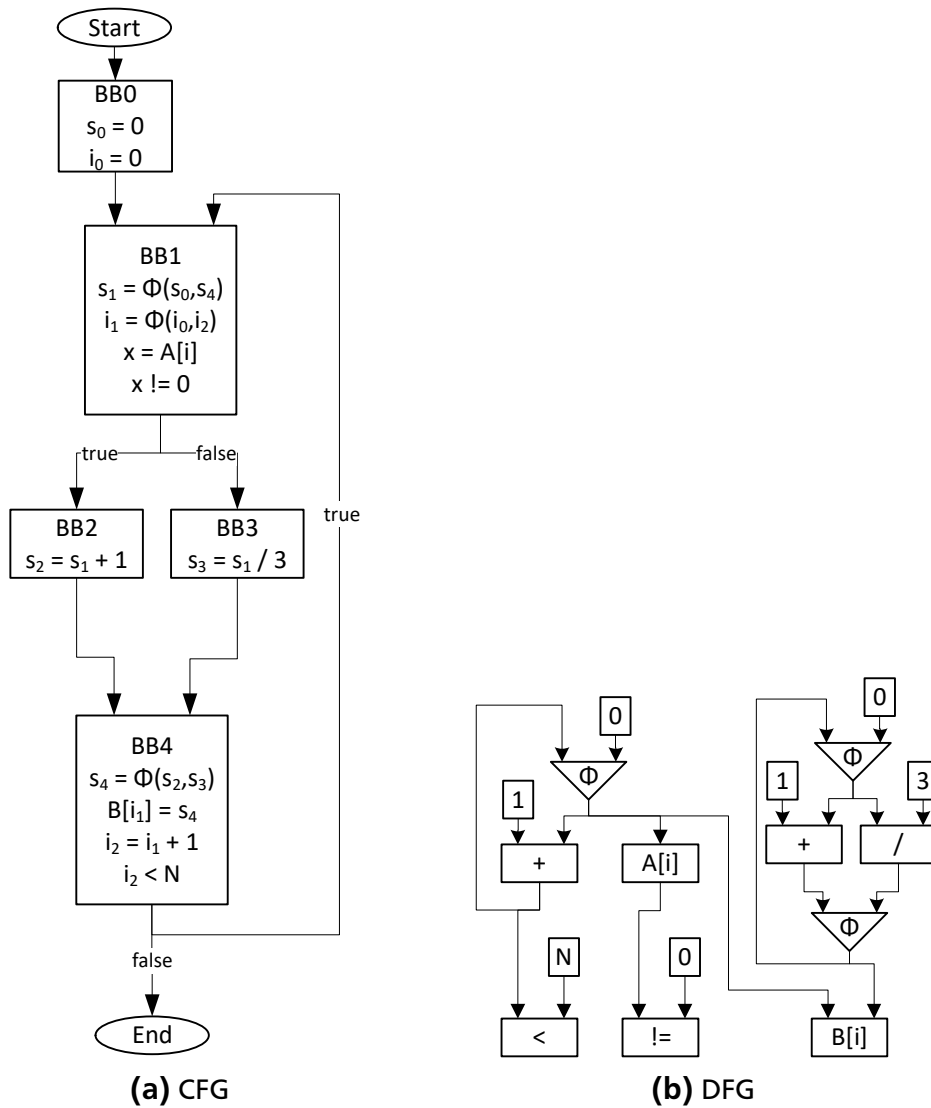 Start
BB0
s₀ = 0
i₀ = 0
BB1
s₁ = Φ(s₀,s₄)
i₁ = Φ(i₀,i₂)
x = A[i]
x != 0
true
false
BB2
s₂ = s₁ + 1
BB3
s₃ = s₁ / 3
true
BB4
s₄ = Φ(s₂,s₃)
B[i₁] = s₄
i₂ = i₁ + 1
i₂ < N
false
End
(a) CFG
0
Φ
1
+
A[i]
N
0
<
!=
0
Φ
1
3
+
/
Φ
B[i]
(b) DFG